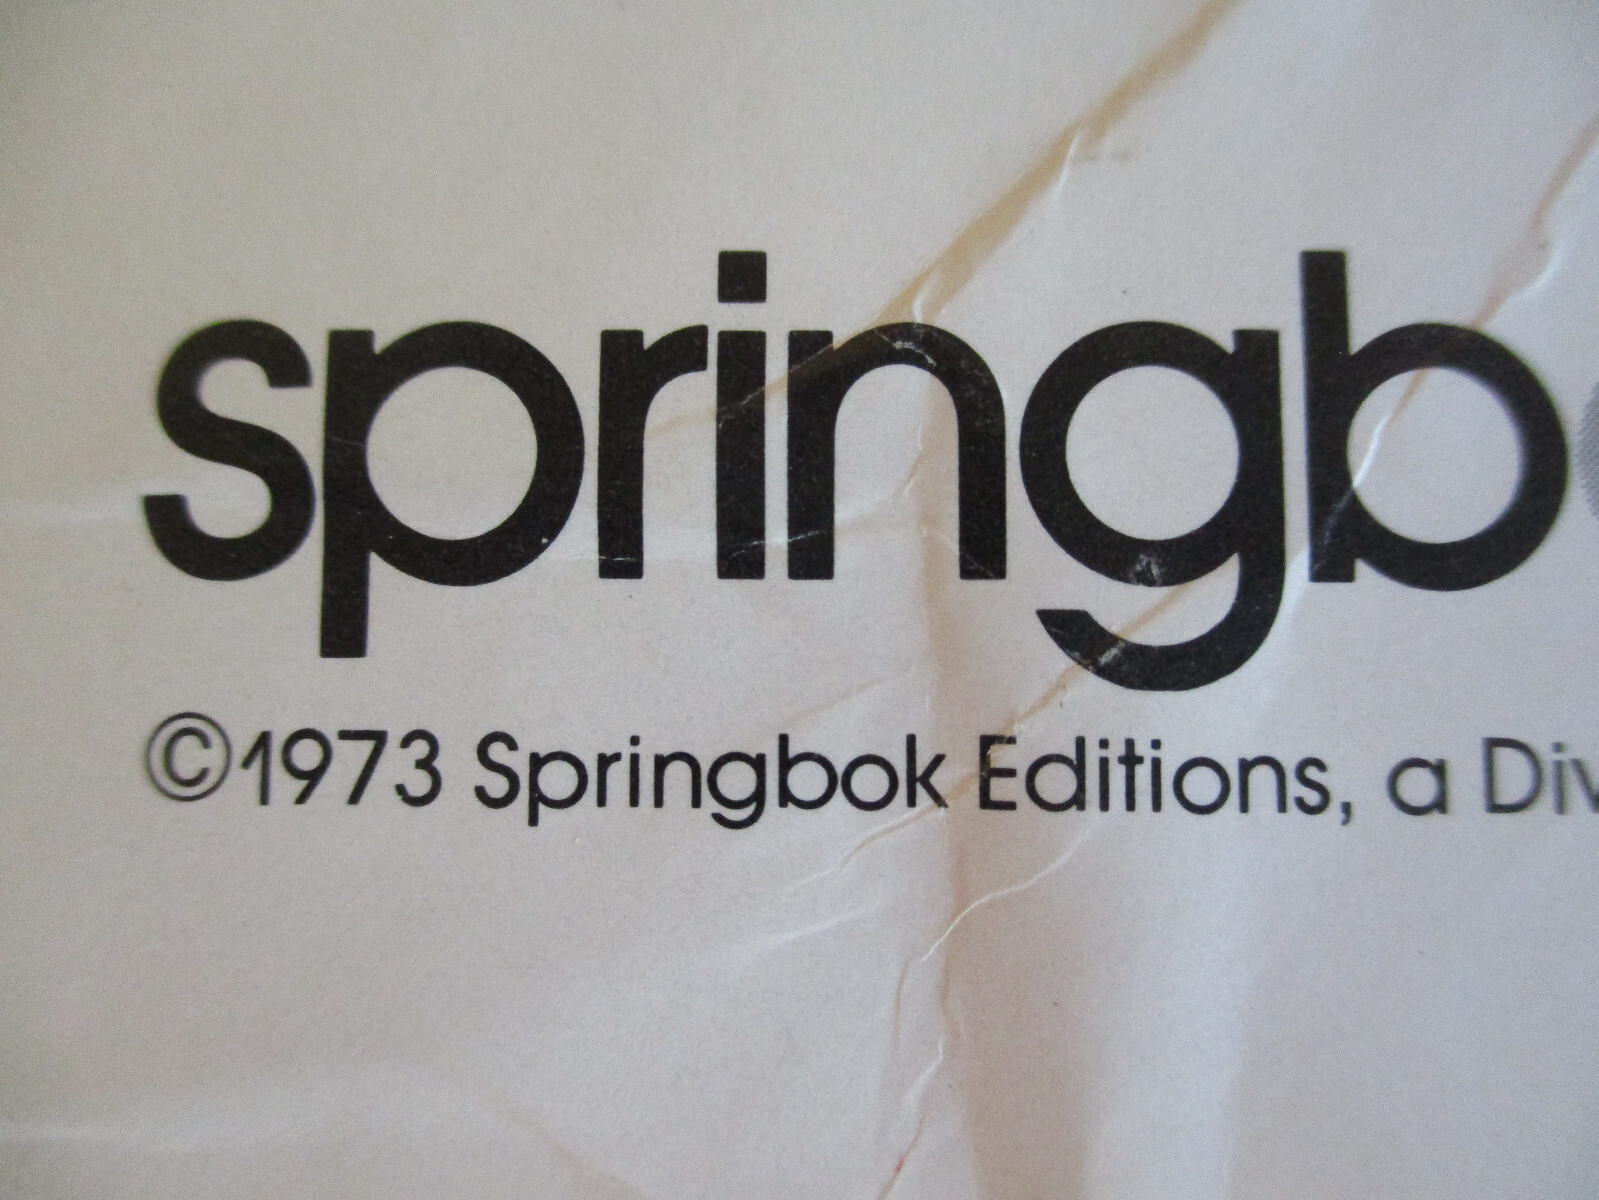 springb
©1973 Springbok Editions, a Div